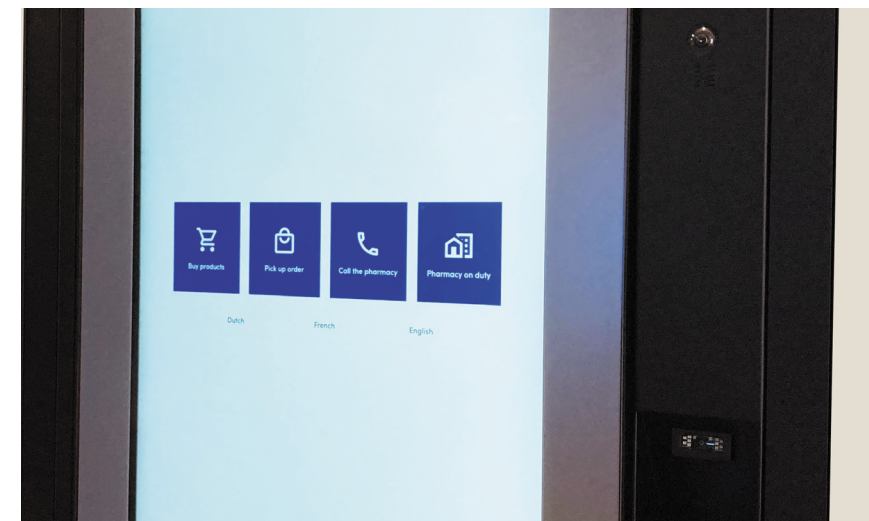 Buy products
Pick up order
Call the pharmacy
Pharmacy on duty
Dutch
French
English